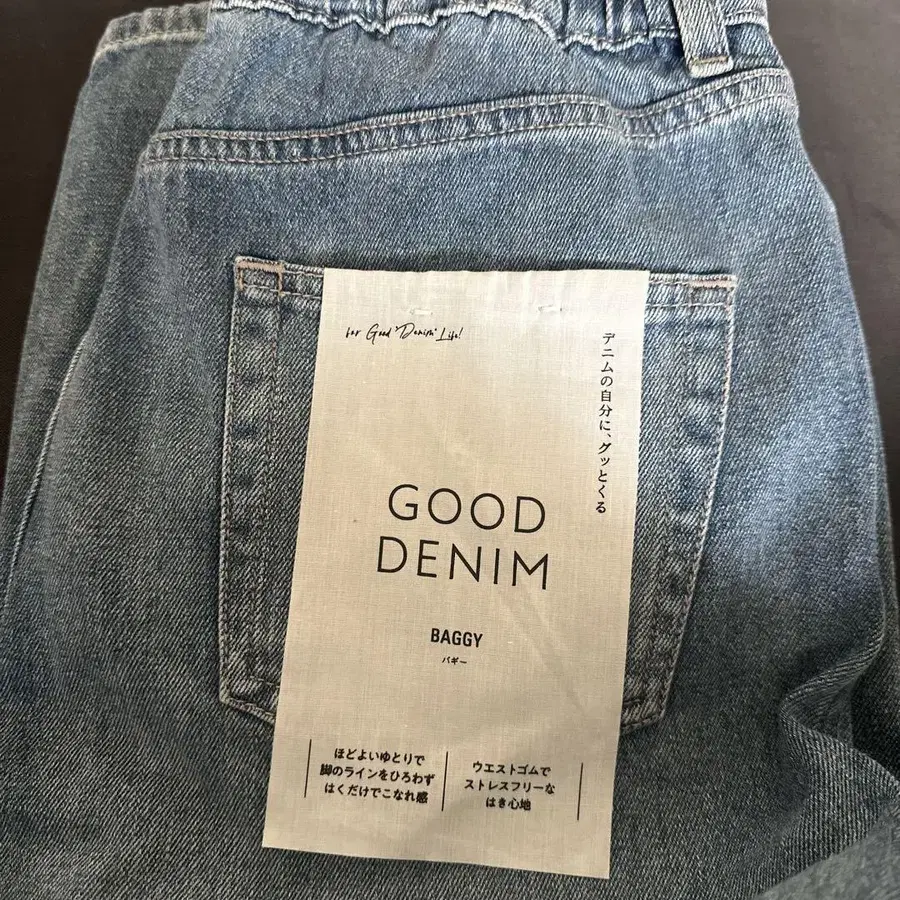 for Good "Denim" Life!
デニムの自分に、グッとくる
GOOD
DENIM
BAGGY
バギー
ほどよいゆとりで
脚のラインをひろわず
はくだけでこなれ感
ウエストゴムで
ストレスフリーな
はき心地